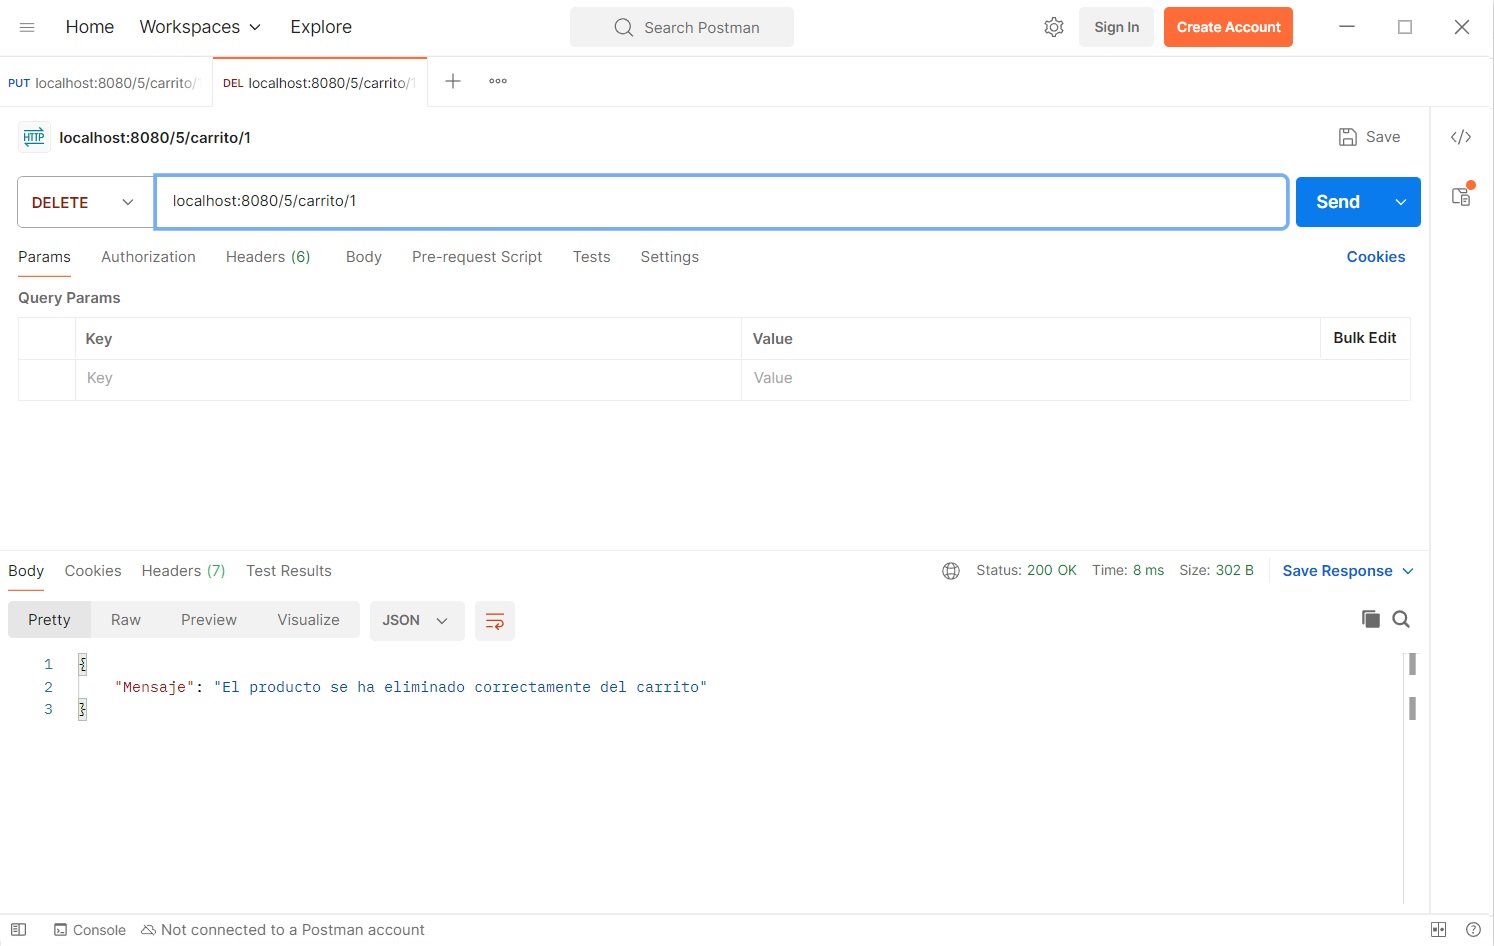 Home Workspaces Explore Search Postman Sign In Create Account
PUT localhost:8080/5/carrito/ DEL localhost:8080/5/carrito/1
HTTP localhost:8080/5/carrito/1 Save
DELETE localhost:8080/5/carrito/1 Send
Params Authorization Headers (6) Body Pre-request Script Tests Settings Cookies
Query Params
Key Value Bulk Edit
Key Value
Body Cookies Headers (7) Test Results Status: 200 OK Time: 8 ms Size: 302 B Save Response
Pretty Raw Preview Visualize JSON
1 {
2 "Mensaje": "El producto se ha eliminado correctamente del carrito"
3 }
Console Not connected to a Postman account